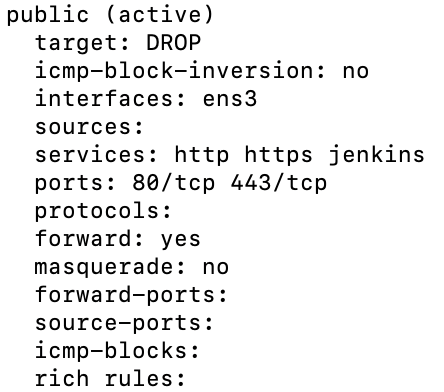 public (active)
  target: DROP
  icmp-block-inversion: no
  interfaces: ens3
  sources:
  services: http https jenkins
  ports: 80/tcp 443/tcp
  protocols:
  forward: yes
  masquerade: no
  forward-ports:
  source-ports:
  icmp-blocks:
  rich rules: